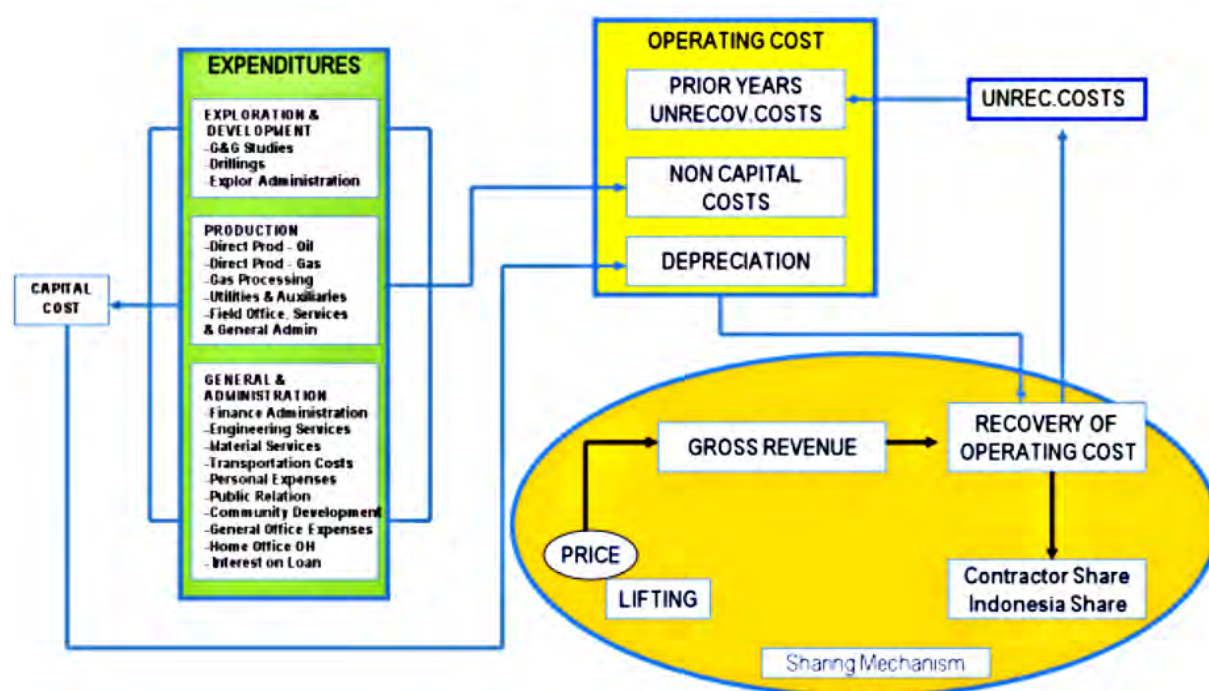 EXPENDITURES
EXPLORATION &
DEVELOPMENT
-G&G Studies
-Drillings
-Explor Administration
PRODUCTION
-Direct Prod - Oil
-Direct Prod - Gas
-Gas Processing
-Utilities & Auxiliaries
-Field Office, Services
& General Admin
GENERAL &
ADMINISTRATION
-Finance Administration
-Engineering Services
-Material Services
-Transportation Costs
-Personal Expenses
-Public Relation
-Community Development
-General Office Expenses
-Home Office OH
-Interest on Loan
CAPITAL
COST
OPERATING COST
PRIOR YEARS
UNRECOV.COSTS
NON CAPITAL
COSTS
DEPRECIATION
UNREC.COSTS
GROSS REVENUE
RECOVERY OF
OPERATING COST
PRICE
LIFTING
Contractor Share
Indonesia Share
Sharing Mechanism